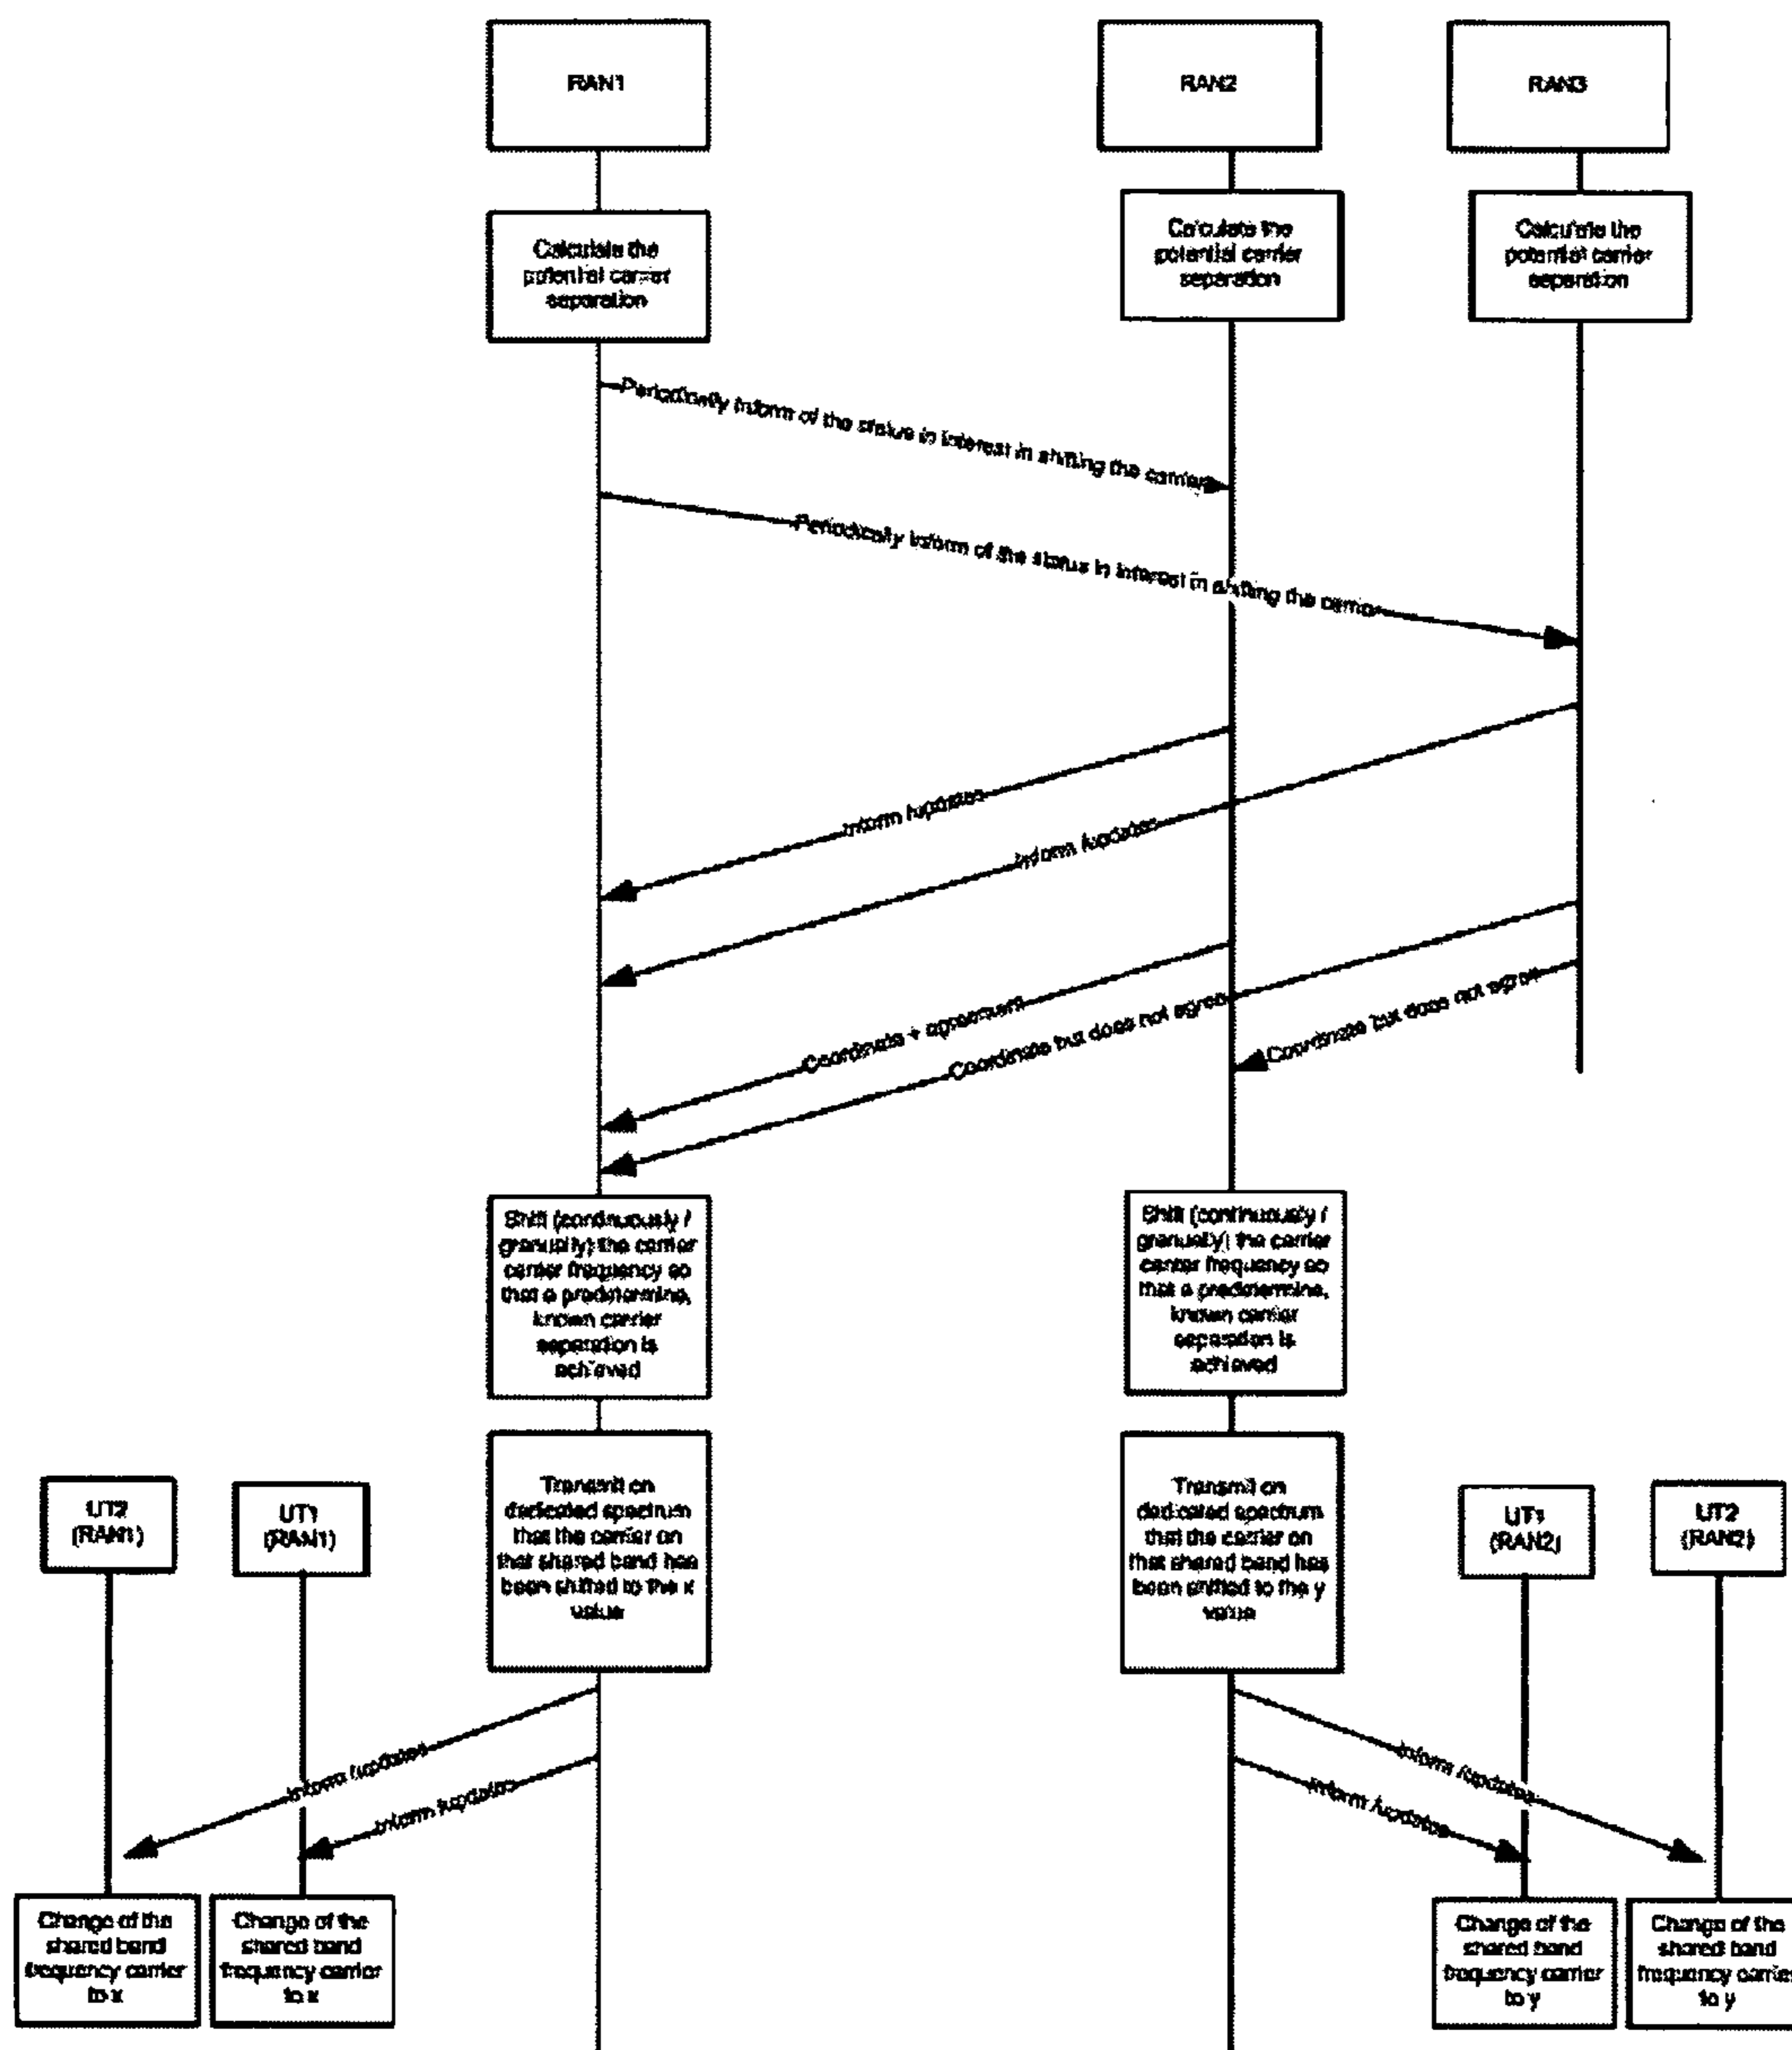 RAN1
RAN2
RAN3
Calculate the
potential carrier
separation
Calculate the
potential carrier
separation
Calculate the
potential carrier
separation
Periodically inform of the status in interest in shifting the carrier
Periodically inform of the status in interest in shifting the carrier
Inform /updates
Inform /updates
Coordinate + agreement
Coordinate but does not agree
Coordinate but does not agree
Shift (continuously /
granually) the carrier
center frequency so
that a predetermine,
known carrier
separation is
achieved
Shift (continuously /
granually) the carrier
center frequency so
that a predetermine,
known carrier
separation is
achieved
Transmit on
dedicated spectrum
that the carrier on
that shared band has
been shifted to the x
value
Transmit on
dedicated spectrum
that the carrier on
that shared band has
been shifted to the y
value
UT2
(RAN1)
UT1
(RAN1)
UT1
(RAN2)
UT2
(RAN2)
Inform /updates
Inform /updates
Inform /updates
Inform /updates
Change of the
shared band
frequency carrier
to x
Change of the
shared band
frequency carrier
to x
Change of the
shared band
frequency carrier
to y
Change of the
shared band
frequency carrier
to y